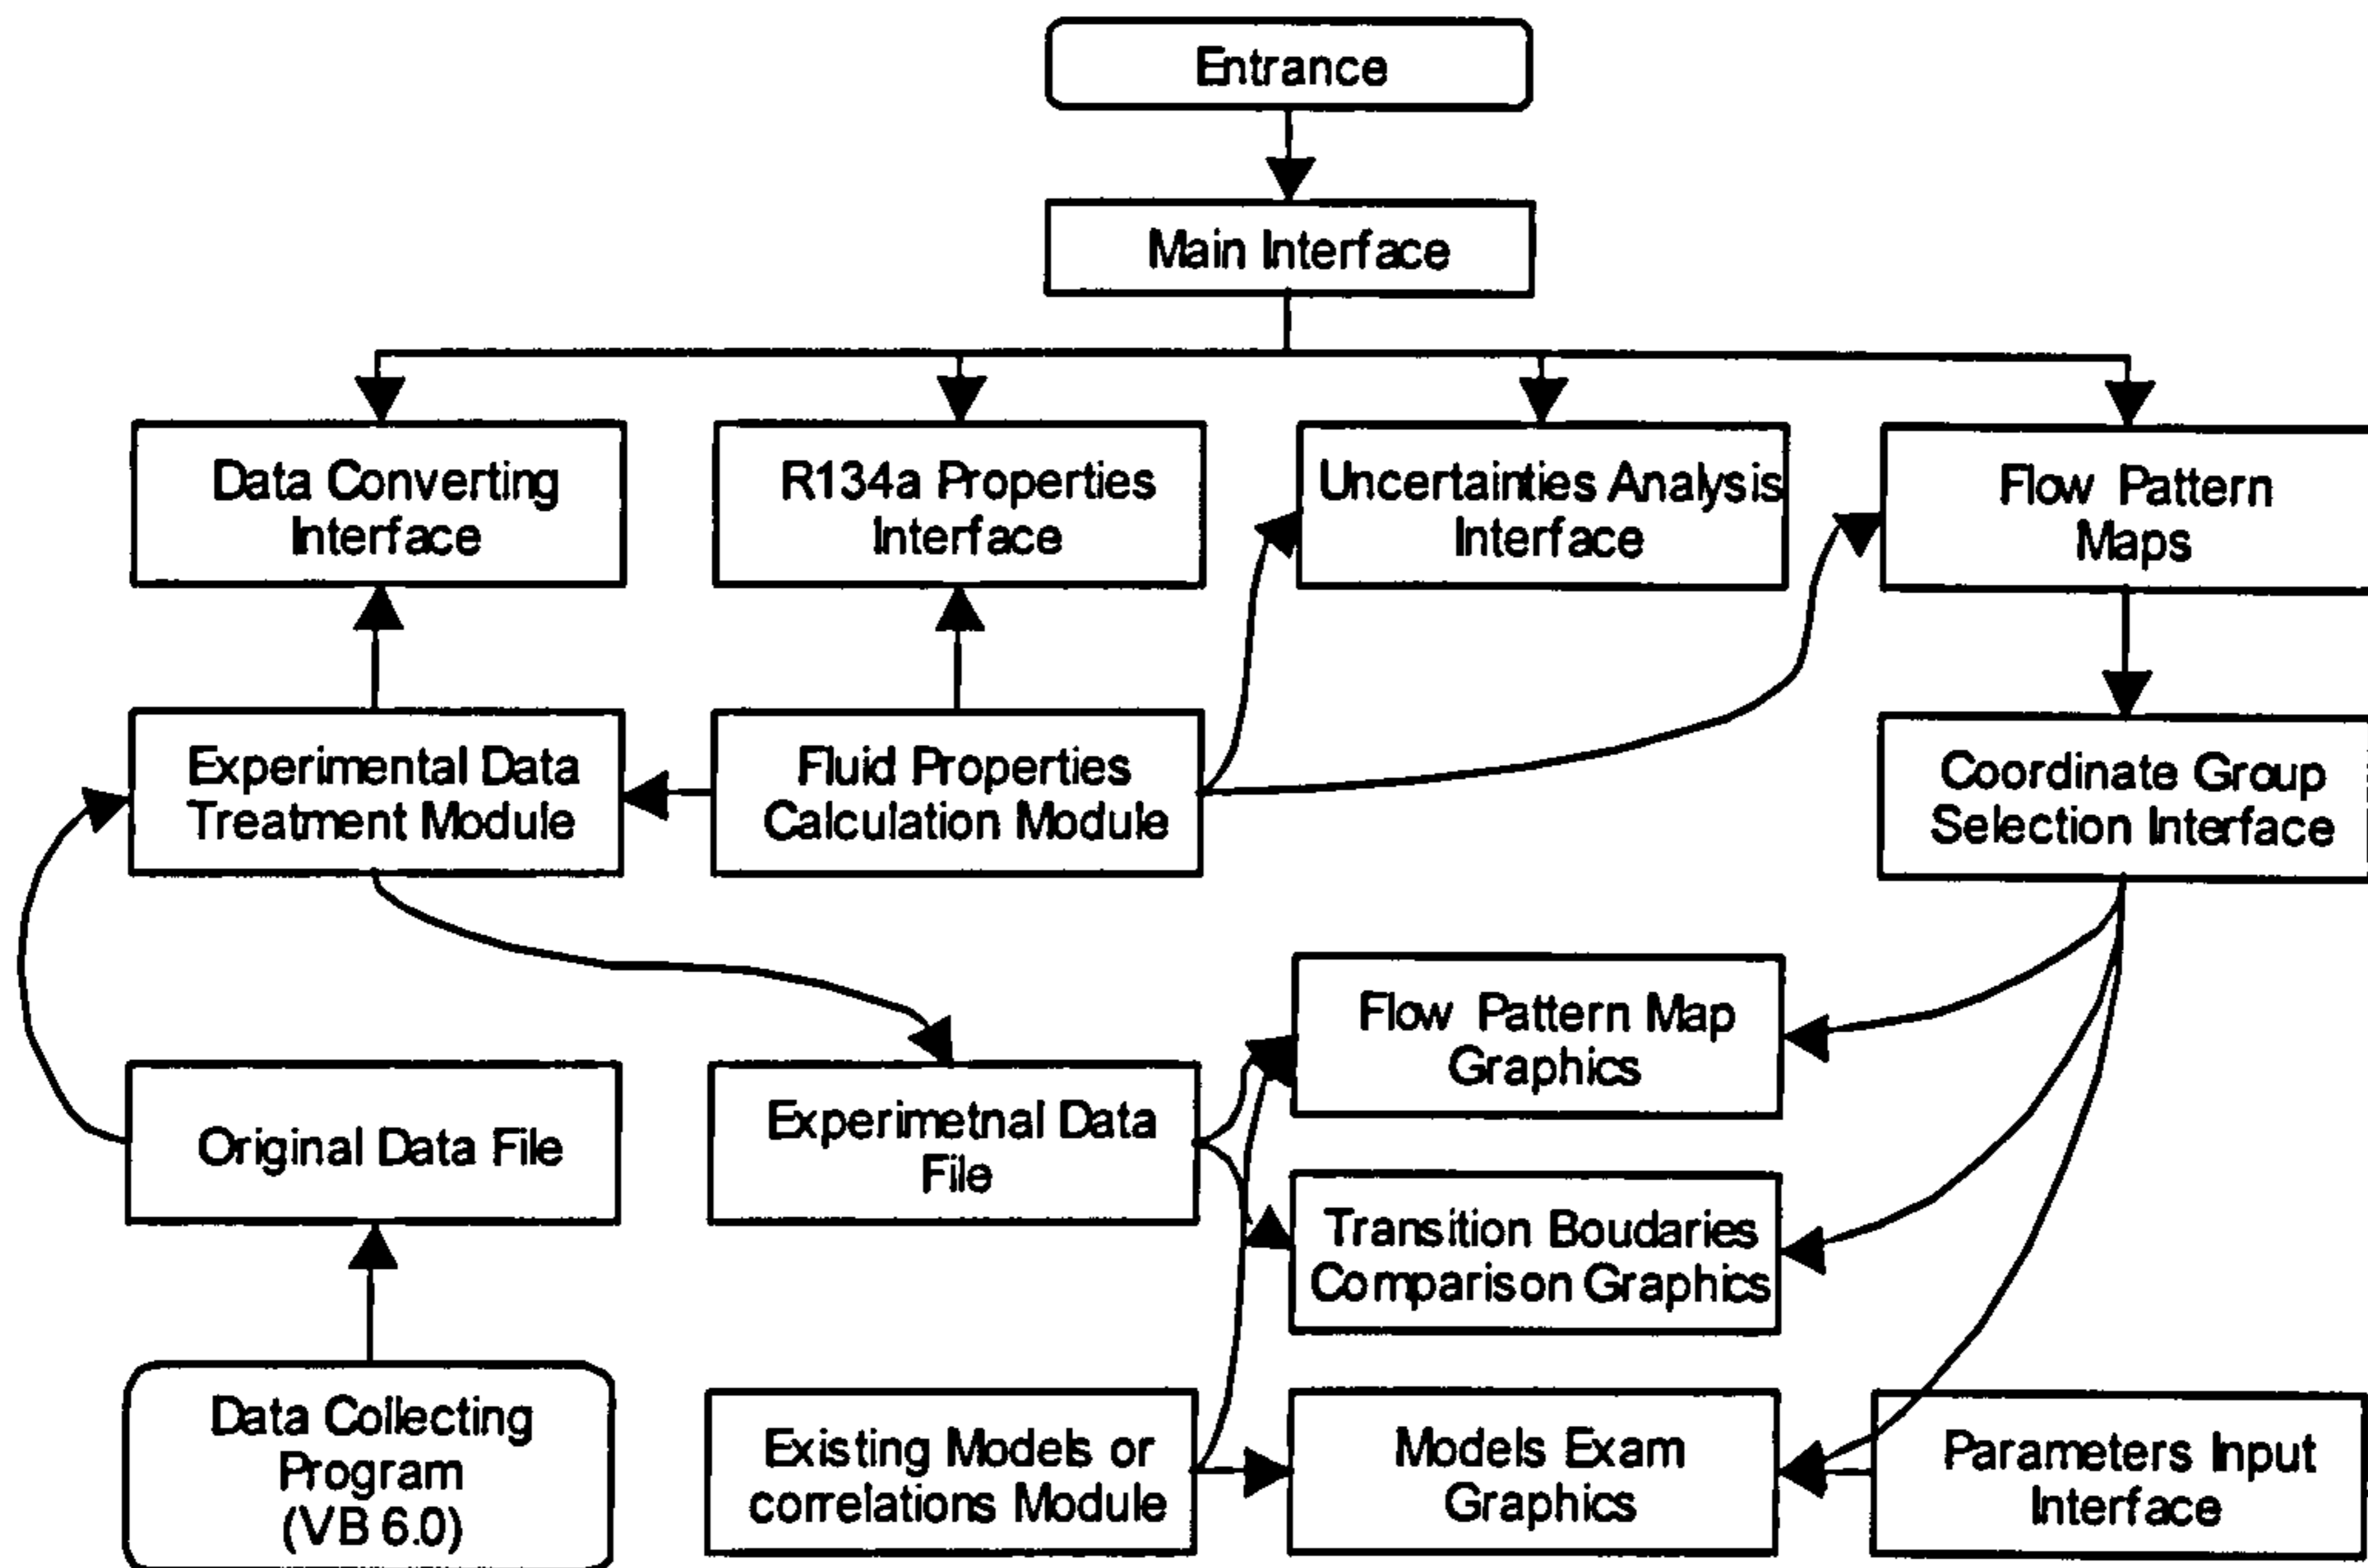 Entrance
Main Interface
Data Converting
Interface
R134a Properties
Interface
Uncertainties Analysis
Interface
Flow Pattern
Maps
Experimental Data
Treatment Module
Fluid Properties
Calculation Module
Coordinate Group
Selection Interface
Flow Pattern Map
Graphics
Original Data File
Experimetnal Data
File
Transition Boudaries
Comparison Graphics
Data Collecting
Program
(VB 6.0)
Existing Models or
correlations Module
Models Exam
Graphics
Parameters Input
Interface